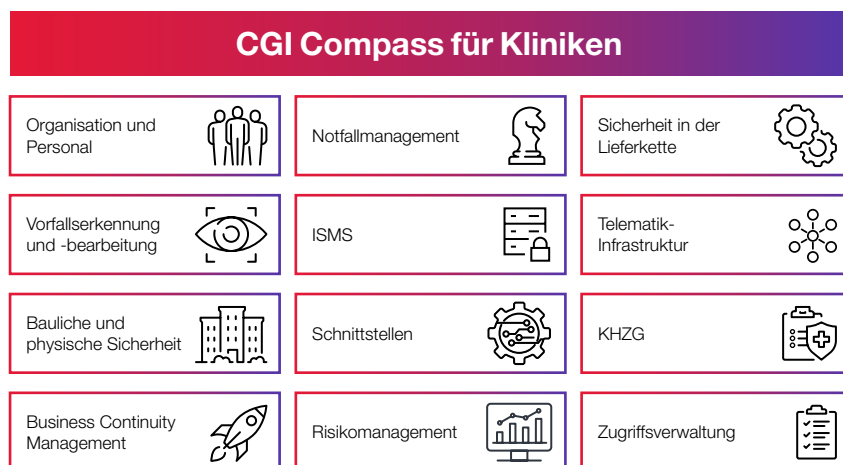 CGI Compass für Kliniken
Organisation und
Personal
Notfallmanagement
Sicherheit in der
Lieferkette
Vorfallserkennung
und -bearbeitung
ISMS
Telematik-
Infrastruktur
Bauliche und
physische Sicherheit
Schnittstellen
KHZG
Business Continuity
Management
Risikomanagement
Zugriffsverwaltung